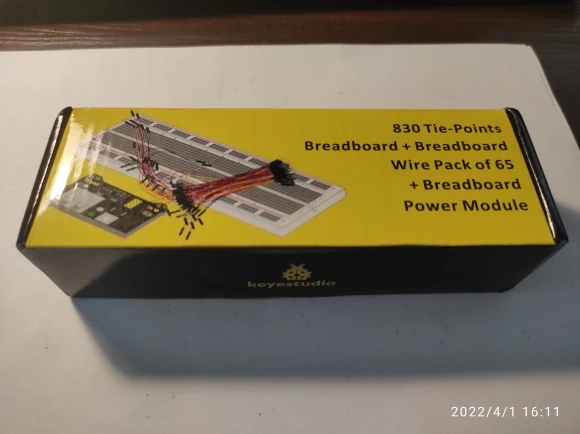 830 Tie-Points
Breadboard + Breadboard
Wire Pack of 65
+ Breadboard
Power Module
keyestudio
2022/4/1 16:11